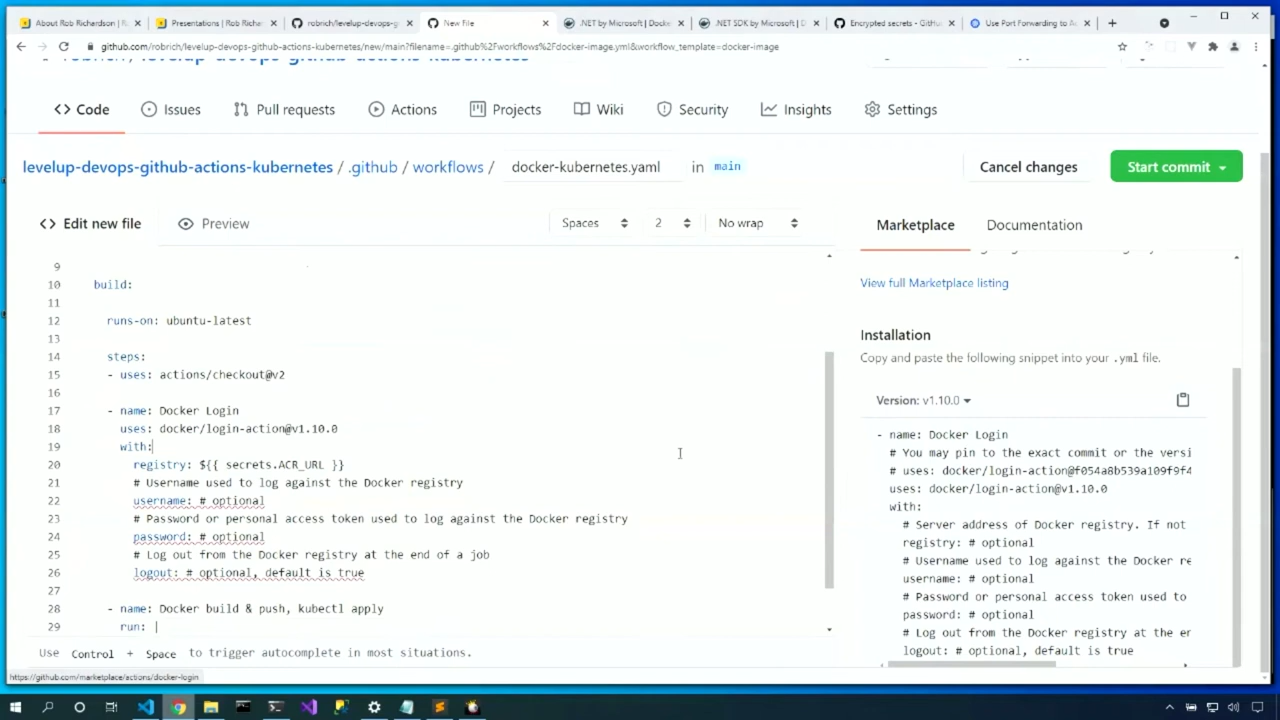 About Rob Richardson | R
Presentations | Rob Richar
robrich/levelup-devops-g
New File
.NET by Microsoft | Docke
.NET SDK by Microsoft | D
Encrypted secrets - GitHu
Use Port Forwarding to A
github.com/robrich/levelup-devops-github-actions-kubernetes/new/main?filename=.github%2Fworkflows%2Fdocker-image.yml&workflow_template=docker-image
robrich/levelup-devops-github-actions-kubernetes
Code Issues Pull requests Actions Projects Wiki Security Insights Settings
levelup-devops-github-actions-kubernetes / .github / workflows / docker-kubernetes.yaml in main
Cancel changes
Start commit
<> Edit new file
Preview
Spaces
2
No wrap
9
10 build:
11
12 runs-on: ubuntu-latest
13
14 steps:
15 - uses: actions/checkout@v2
16
17 - name: Docker Login
18 uses: docker/login-action@v1.10.0
19 with:
20 registry: ${{ secrets.ACR_URL }}
21 # Username used to log against the Docker registry
22 username: # optional
23 # Password or personal access token used to log against the Docker registry
24 password: # optional
25 # Log out from the Docker registry at the end of a job
26 logout: # optional, default is true
27
28 - name: Docker build & push, kubectl apply
29 run: |
Use Control + Space to trigger autocomplete in most situations.
https://github.com/marketplace/actions/docker-login
Marketplace
Documentation
View full Marketplace listing
Installation
Copy and paste the following snippet into your .yml file.
Version: v1.10.0
- name: Docker Login
# You may pin to the exact commit or the versi
# uses: docker/login-action@f054a8b539a109f9f4
uses: docker/login-action@v1.10.0
with:
# Server address of Docker registry. If not
registry: # optional
# Username used to log against the Docker re
username: # optional
# Password or personal access token used to
password: # optional
# Log out from the Docker registry at the er
logout: # optional, default is true